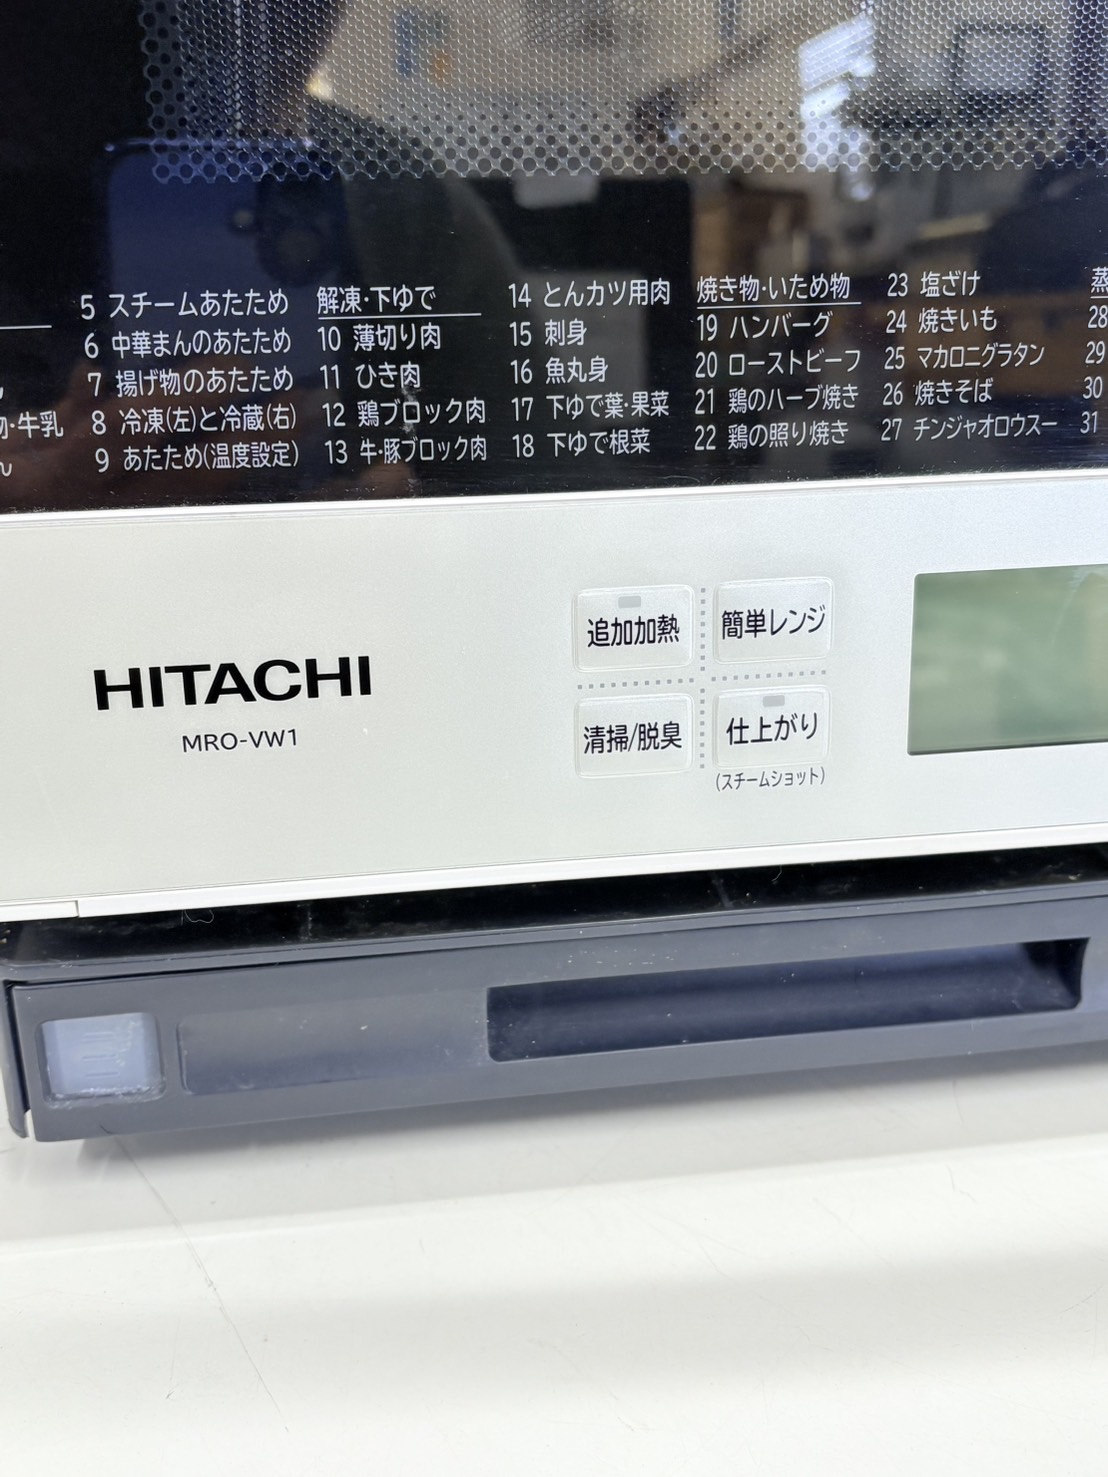 5 スチームあたため
6 中華まんのあたため
7 揚げ物のあたため
・牛乳
8 冷凍(左)と冷蔵(右)
ん
9 あたため(温度設定)
解凍・下ゆで
10 薄切り肉
11 ひき肉
12 鶏ブロック肉
13 牛・豚ブロック肉
14 とんカツ用肉
15 刺身
16 魚丸身
17 下ゆで葉・果菜
18 下ゆで根菜
焼き物・いため物
19 ハンバーグ
20 ローストビーフ
21 鶏のハーブ焼き
22 鶏の照り焼き
23 塩ざけ
24 焼きいも
25 マカロニグラタン
26 焼きそば
27 チンジャオロウスー
蒸
28
29
30
31
追加加熱
簡単レンジ
清掃/脱臭
仕上がり
(スチームショット)
HITACHI
MRO-VW1